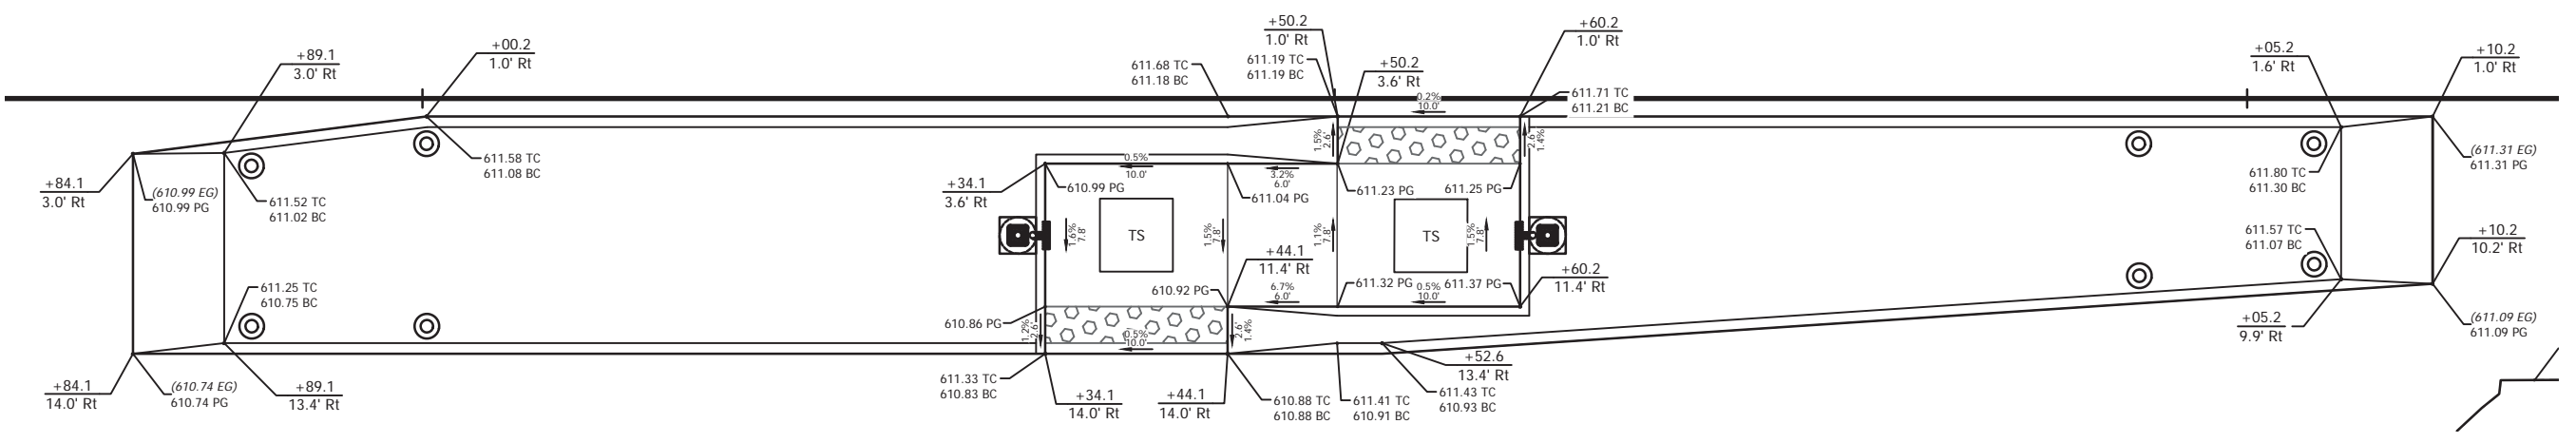 +84.1
3.0' Rt
(610.99 EG)
610.99 PG
+89.1
3.0' Rt
611.52 TC
611.02 BC
+00.2
1.0' Rt
611.58 TC
611.08 BC
611.25 TC
610.75 BC
+84.1
14.0' Rt
(610.74 EG)
610.74 PG
+89.1
13.4' Rt
611.68 TC
611.18 BC
+50.2
1.0' Rt
611.19 TC
611.19 BC
+50.2
3.6' Rt
+60.2
1.0' Rt
611.71 TC
611.21 BC
0.2%
10.0'
1.5%
2.6'
2.6'
1.4%
+34.1
3.6' Rt
0.5%
10.0'
3.2%
6.0'
610.99 PG
611.04 PG
611.23 PG
611.25 PG
1.6%
7.8'
TS
1.5%
7.8'
1.1%
7.8'
TS
1.5%
7.8'
+44.1
11.4' Rt
610.92 PG
6.7%
6.0'
611.32 PG
0.5%
10.0'
611.37 PG
+60.2
11.4' Rt
610.86 PG
1.2%
2.6'
0.5%
10.0'
2.6'
1.4%
611.33 TC
610.83 BC
+34.1
14.0' Rt
+44.1
14.0' Rt
610.88 TC
610.88 BC
611.41 TC
610.91 BC
+52.6
13.4' Rt
611.43 TC
610.93 BC
+05.2
1.6' Rt
611.80 TC
611.30 BC
+10.2
1.0' Rt
(611.31 EG)
611.31 PG
611.57 TC
611.07 BC
+10.2
10.2' Rt
+05.2
9.9' Rt
(611.09 EG)
611.09 PG